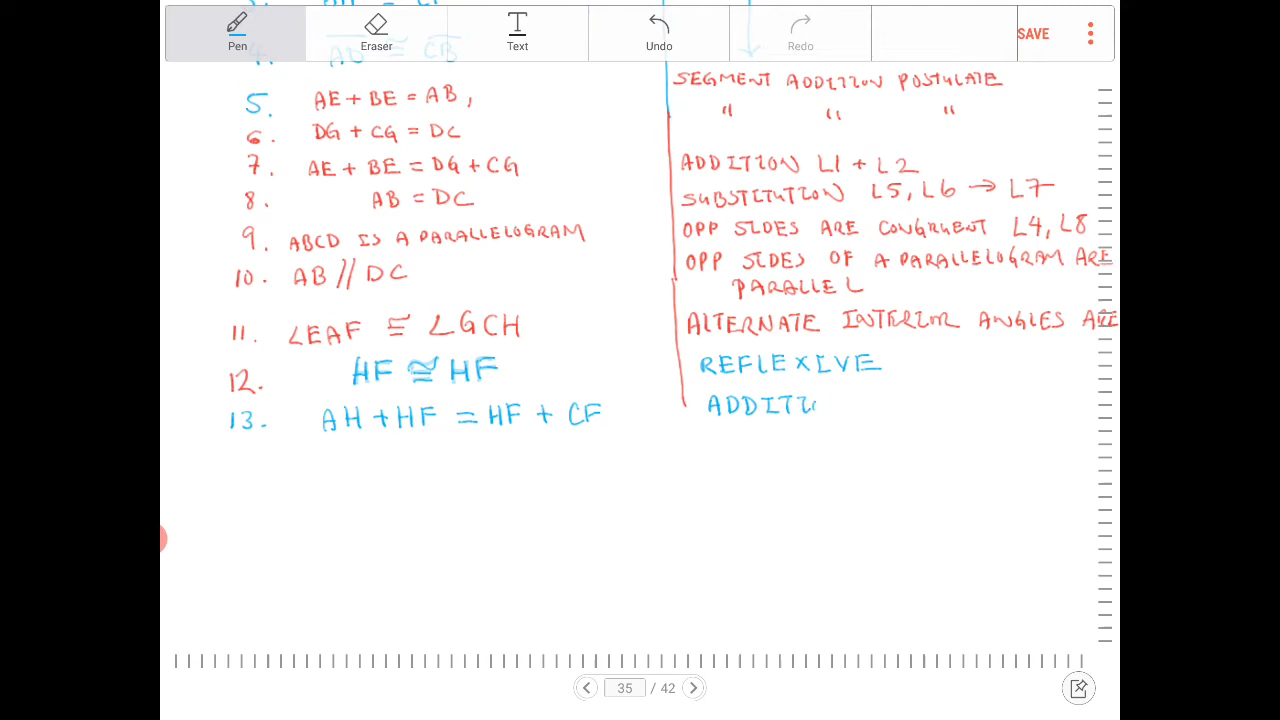 Pen Eraser Text Undo Redo SAVE
SEGMENT ADDITION POSTULATE
5. AE + BE = AB, " " "
6. DG + CG = DC
7. AE + BE = DG + CG ADDITION L1 + L2
8. AB = DC SUBSTITUTION L5, L6 → L7
9. ABCD IS A PARALLELOGRAM OPP SIDES ARE CONGRUENT L4, L8
10. AB // DC OPP SIDES OF A PARALLELOGRAM ARE
PARALLEL
11. ∠EAF ≅ ∠GCH ALTERNATE INTERIOR ANGLES ARE
12. HF ≅ HF REFLEXIVE
13. AH + HF = HF + CF ADDITI
35 / 42